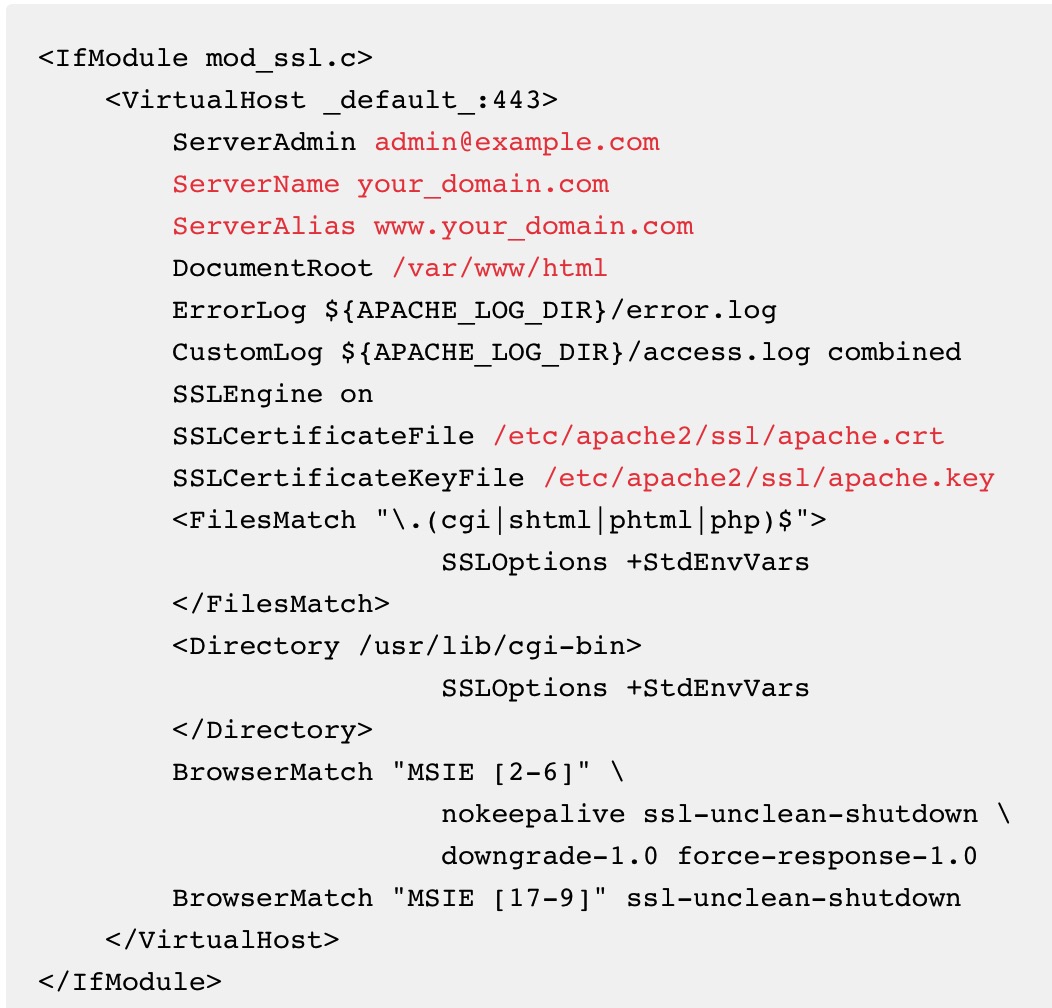 <IfModule mod_ssl.c>
<VirtualHost _default_:443>
ServerAdmin admin@example.com
ServerName your_domain.com
ServerAlias www.your_domain.com
DocumentRoot /var/www/html
ErrorLog ${APACHE_LOG_DIR}/error.log
CustomLog ${APACHE_LOG_DIR}/access.log combined
SSLEngine on
SSLCertificateFile /etc/apache2/ssl/apache.crt
SSLCertificateKeyFile /etc/apache2/ssl/apache.key
<FilesMatch "\.(cgi|shtml|phtml|php)$">
SSLOptions +StdEnvVars
</FilesMatch>
<Directory /usr/lib/cgi-bin>
SSLOptions +StdEnvVars
</Directory>
BrowserMatch "MSIE [2-6]" \
nokeepalive ssl-unclean-shutdown \
downgrade-1.0 force-response-1.0
BrowserMatch "MSIE [17-9]" ssl-unclean-shutdown
</VirtualHost>
</IfModule>